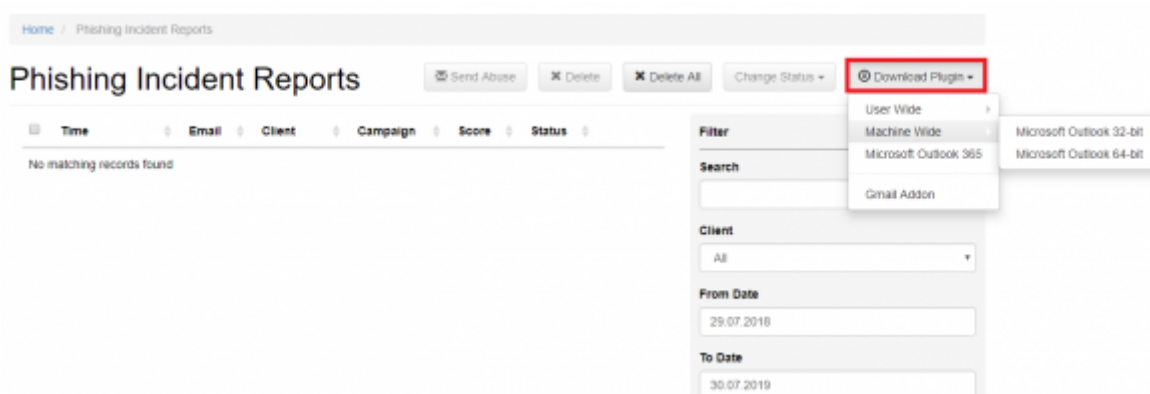 Home / Phishing Incident Reports
Phishing Incident Reports
Send Abuse
Delete
Delete All
Change Status
Download Plugin
User Wide
Machine Wide
Microsoft Outlook 365
Gmail Addon
Microsoft Outlook 32-bit
Microsoft Outlook 64-bit
Time Email Client Campaign Score Status
No matching records found
Filter
Search
Client
All
From Date
29.07.2018
To Date
30.07.2019